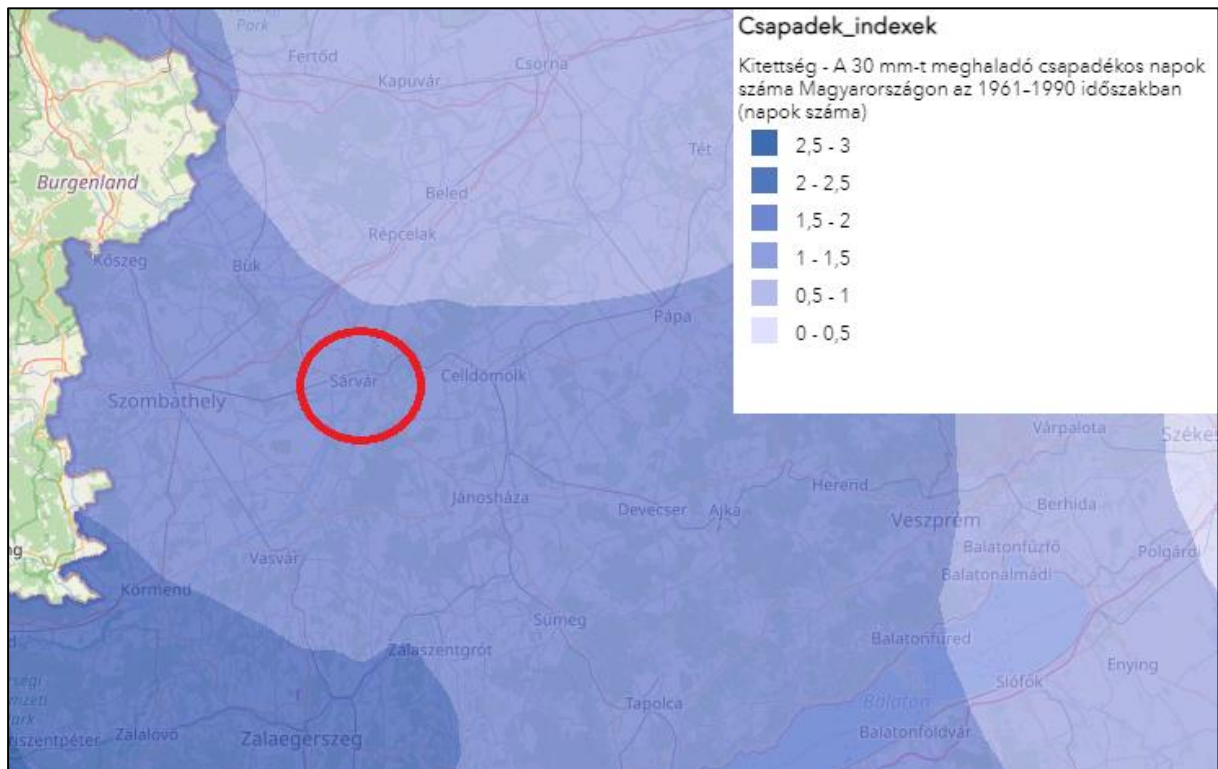 Csapadek_indexek
Kitettség - A 30 mm-t meghaladó csapadékos napok
száma Magyarországon az 1961-1990 időszakban
(napok száma)
2,5 - 3
2 - 2,5
1,5 - 2
1 - 1,5
0,5 - 1
0 - 0,5
Park
Fertőd
Csorna
Kapuvár
Tét
Burgenland
Beled
Répcelak
Kőszeg
Bük
Pápa
Sárvár
Celldömölk
Szombathely
Várpalota
Székes
Jánosháza
Devecser
Ajka
Herend
Berhida
Veszprém
Vasvár
Balatonfűzfő
Polgárdi
Balatonalmádi
Körmend
Sümeg
Zalaszentgrót
Balatonfüred
Enying
Siófok
Tapolca
Balaton
Zalalövő
Zalaegerszeg
Balatonföldvár